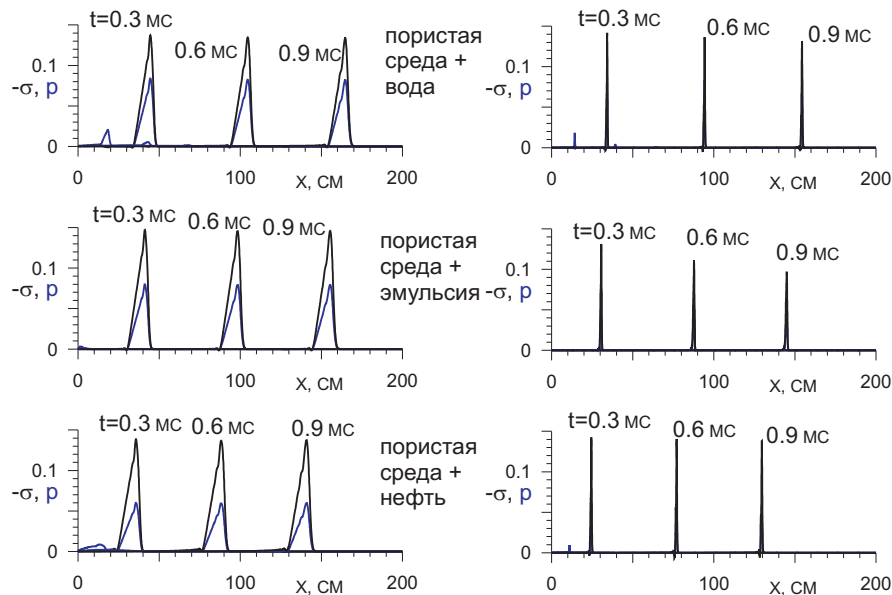 t=0.3 мс
0.6 мс
0.9 мс
0.1
-σ, p
0
0
100
X, см
200
пористая
среда +
вода
t=0.3 мс
0.6 мс
0.9 мс
0.1
-σ, p
0
0
100
X, см
200
t=0.3 мс
0.6 мс
0.9 мс
0.1
-σ, p
0
0
100
X, см
200
пористая
среда +
эмульсия
t=0.3 мс
0.6 мс
0.9 мс
0.1
-σ, p
0
0
100
X, см
200
t=0.3 мс
0.6 мс
0.9 мс
0.1
-σ, p
0
0
100
X, см
200
пористая
среда +
нефть
t=0.3 мс
0.6 мс
0.9 мс
0.1
-σ, p
0
0
100
X, см
200